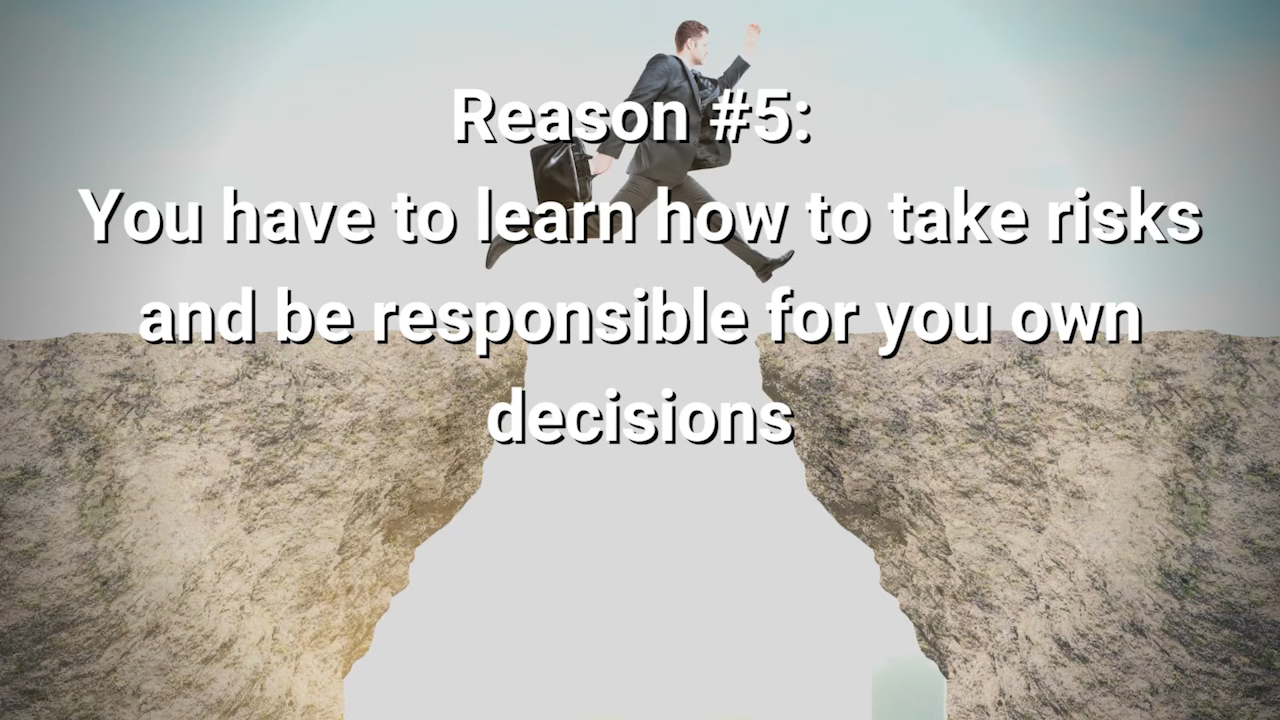 Reason #5:
You have to learn how to take risks
and be responsible for you own
decisions